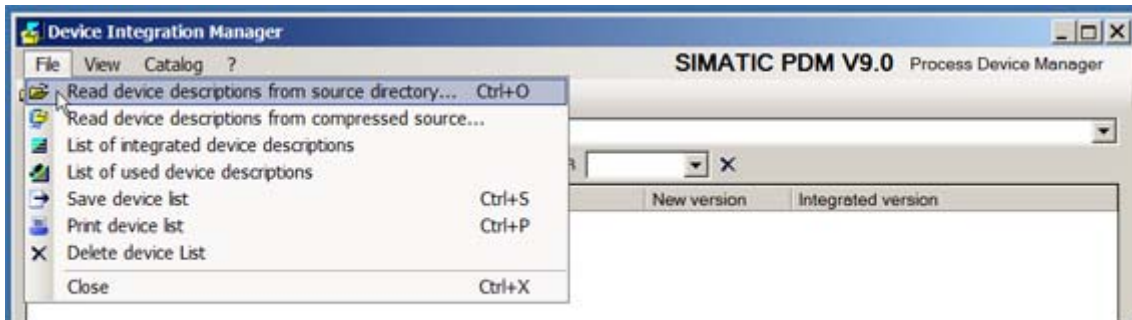 Device Integration Manager
File View Catalog ?
SIMATIC PDM V9.0 Process Device Manager
Read device descriptions from source directory... Ctrl+O
Read device descriptions from compressed source...
List of integrated device descriptions
List of used device descriptions
Save device list Ctrl+S
New version Integrated version
Print device list Ctrl+P
Delete device List
Close Ctrl+X